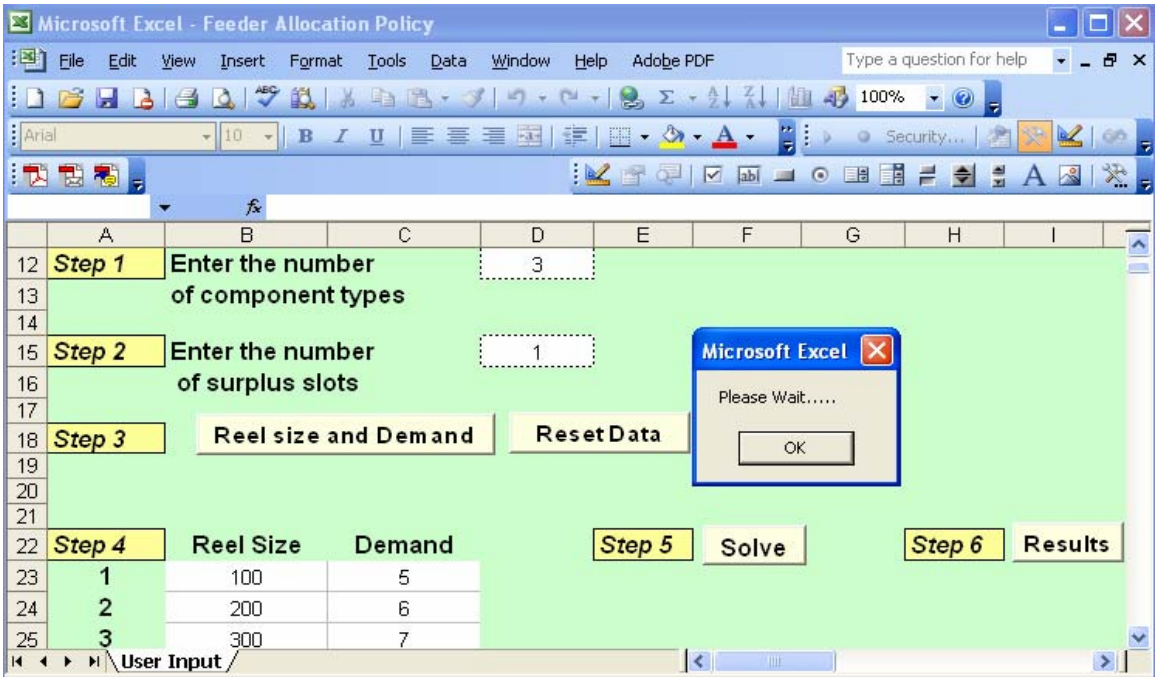 Microsoft Excel - Feeder Allocation Policy
File Edit View Insert Format Tools Data Window Help Adobe PDF Type a question for help
ABC Σ 100%
Arial 10 B I U A Security...
ab| A
fx
A B C D E F G H I
12 Step 1 Enter the number 3
13 of component types
14
15 Step 2 Enter the number 1 Microsoft Excel
16 of surplus slots Please Wait.....
17
18 Step 3 Reel size and Demand Reset Data OK
19
20
21
22 Step 4 Reel Size Demand Step 5 Solve Step 6 Results
23 1 100 5
24 2 200 6
25 3 300 7
User Input